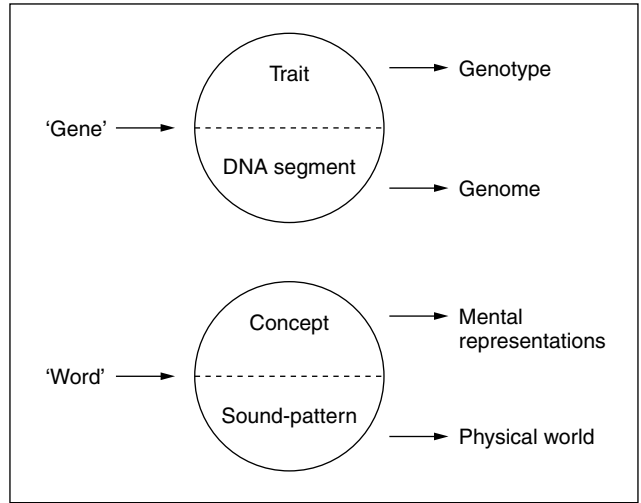 Trait
Genotype
‘Gene’
DNA segment
Genome
Concept
Mental
representations
‘Word’
Sound-pattern
Physical world